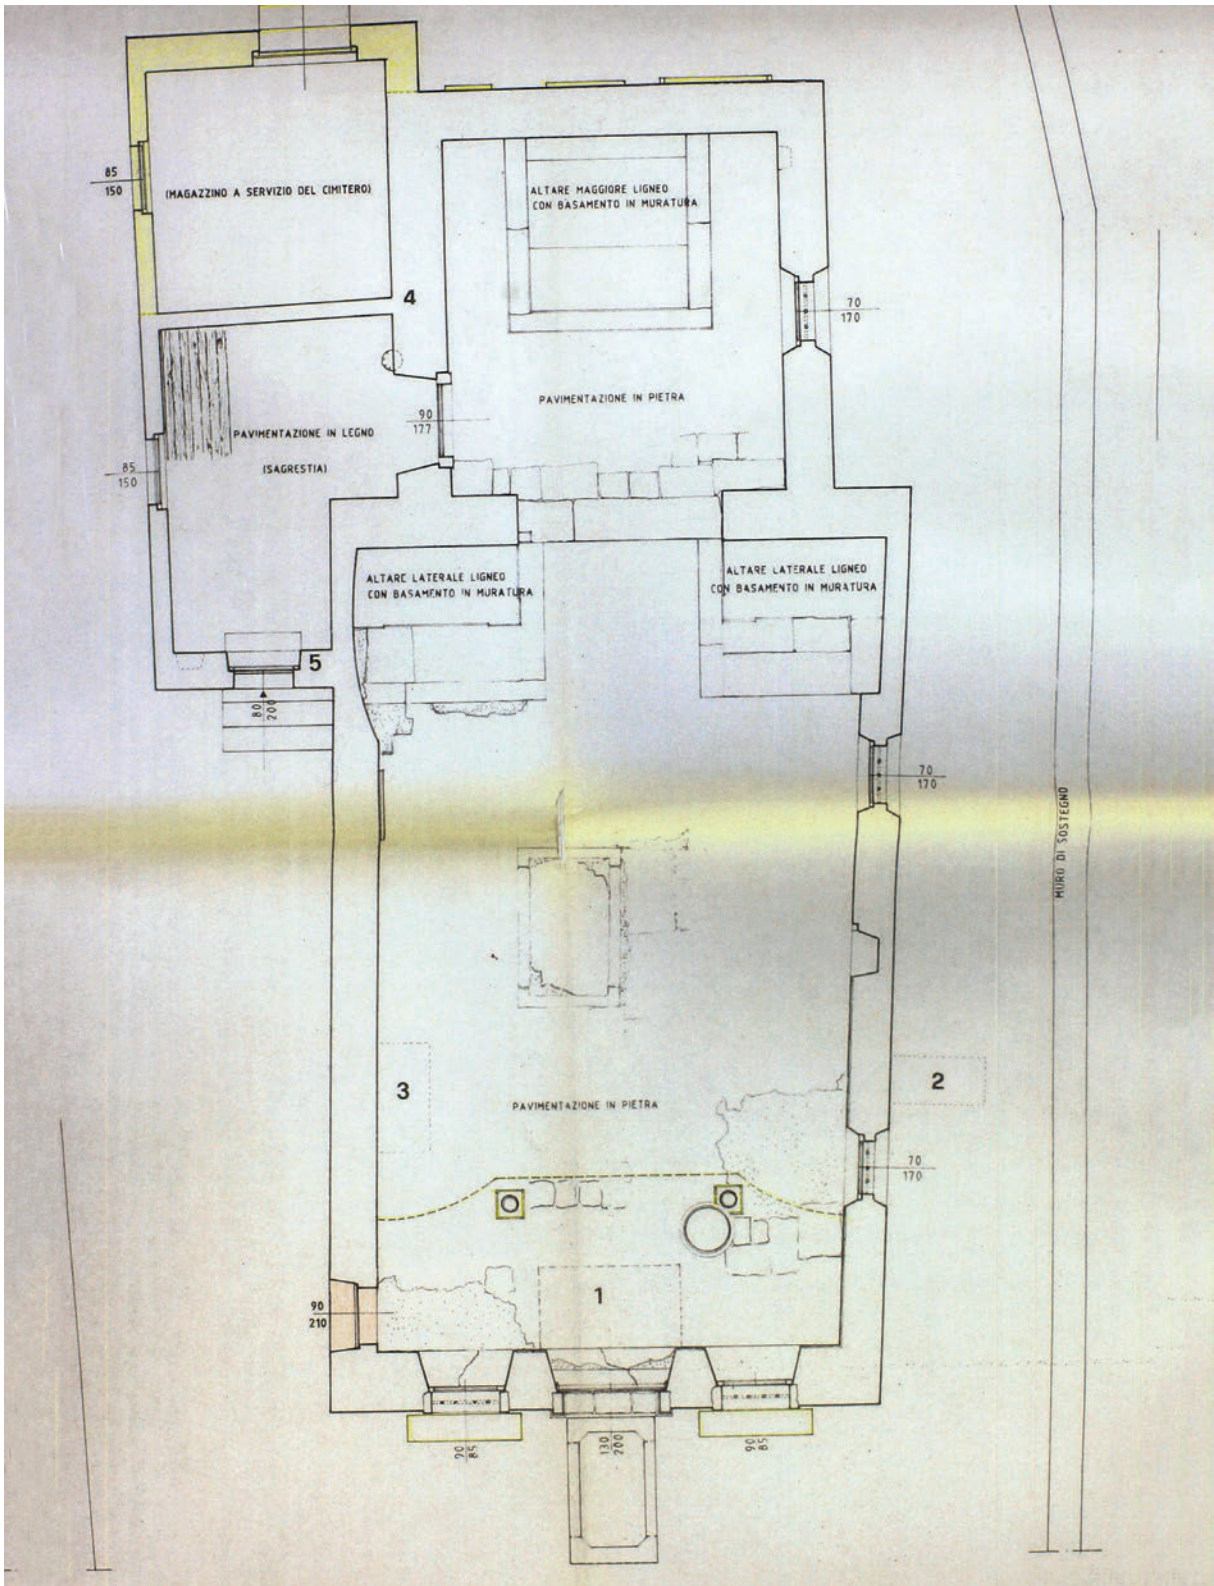 85
150
(MAGAZZINO A SERVIZIO DEL CIMITERO)
ALTARE MAGGIORE LIGNEO
CON BASAMENTO IN MURATURA
4
70
170
PAVIMENTAZIONE IN PIETRA
90
177
PAVIMENTAZIONE IN LEGNO
(SAGRESTIA)
85
150
ALTARE LATERALE LIGNEO
CON BASAMENTO IN MURATURA
ALTARE LATERALE LIGNEO
CON BASAMENTO IN MURATURA
5
80
200
70
170
MURO DI SOSTEGNO
3
2
PAVIMENTAZIONE IN PIETRA
70
170
1
90
210
90
85
130
200
90
85